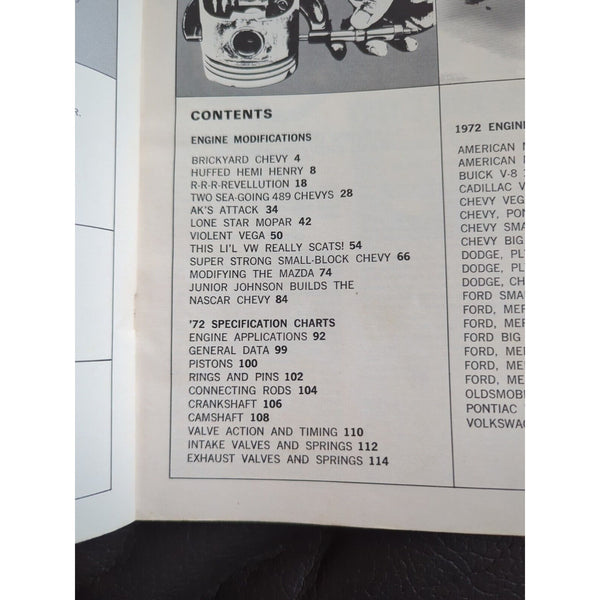 R.
CONTENTS
ENGINE MODIFICATIONS
BRICKYARD CHEVY 4
HUFFED HEMI HENRY 8
R-R-R-REVELLUTION 18
TWO SEA-GOING 489 CHEVYS 28
AK'S ATTACK 34
LONE STAR MOPAR 42
VIOLENT VEGA 50
THIS LI'L VW REALLY SCATS! 54
SUPER STRONG SMALL-BLOCK CHEVY 66
MODIFYING THE MAZDA 74
JUNIOR JOHNSON BUILDS THE
NASCAR CHEVY 84
'72 SPECIFICATION CHARTS
ENGINE APPLICATIONS 92
GENERAL DATA 99
PISTONS 100
RINGS AND PINS 102
CONNECTING RODS 104
CRANKSHAFT 106
CAMSHAFT 108
VALVE ACTION AND TIMING 110
INTAKE VALVES AND SPRINGS 112
EXHAUST VALVES AND SPRINGS 114
1972 ENGIN
AMERICAN M
AMERICAN
BUICK V-8
CADILLAC V
CHEVY VEG
CHEVY, PON
CHEVY SMA
CHEVY BIG
DODGE, PL
DODGE, PL
DODGE, CH
FORD SMA
FORD, MER
FORD, MER
FORD BIG
FORD, ME
FORD, ME
FORD, ME
OLDSMOBI
PONTIAC
VOLKSWA